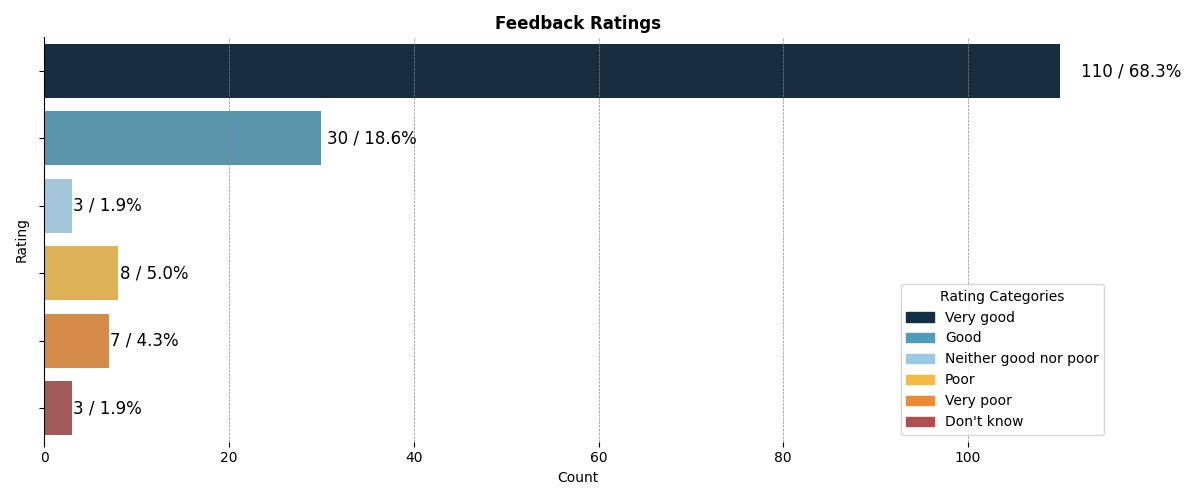 Feedback Ratings
110 / 68.3%
30 / 18.6%
3 / 1.9%
8 / 5.0%
7 / 4.3%
3 / 1.9%
Rating
Rating Categories
Very good
Good
Neither good nor poor
Poor
Very poor
Don't know
0 20 40 60 80 100
Count